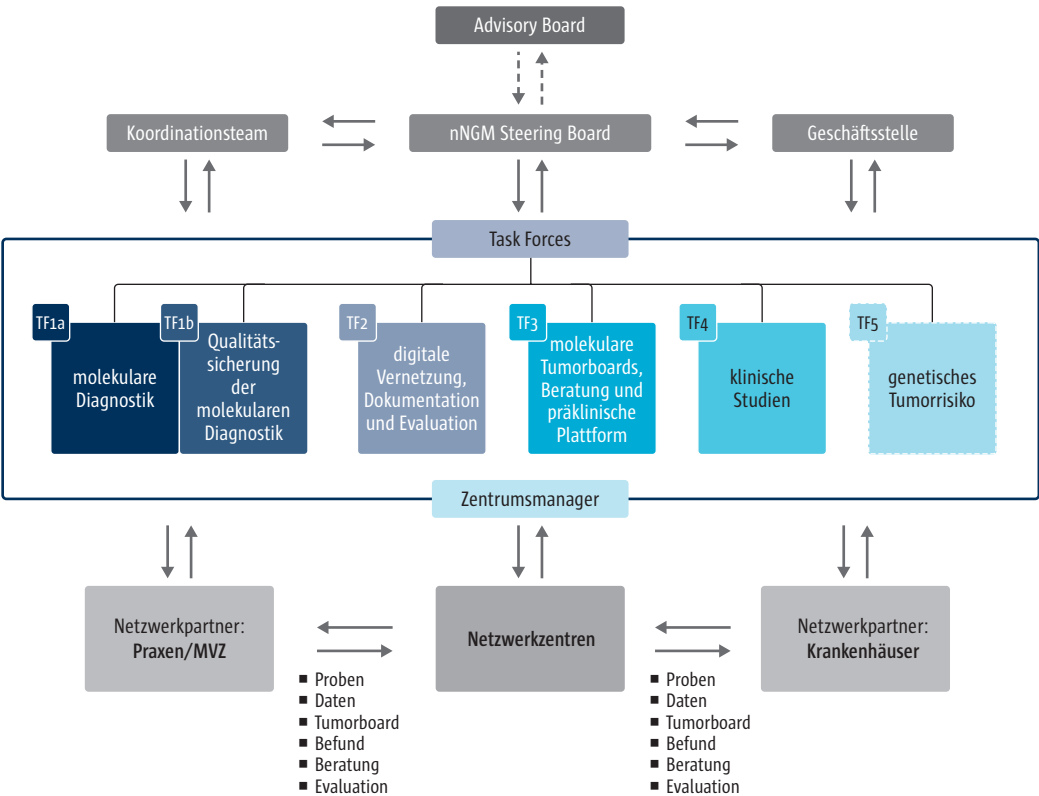 Advisory Board
Koordinationsteam
nNGM Steering Board
Geschäftsstelle
Task Forces
TF1a
molekulare
Diagnostik
TF1b
Qualitäts-
sicherung
der
molekularen
Diagnostik
TF2
digitale
Vernetzung,
Dokumentation
und Evaluation
TF3
molekulare
Tumorboards,
Beratung und
präklinische
Plattform
TF4
klinische
Studien
TF5
genetisches
Tumorrisiko
Zentrumsmanager
Netzwerkpartner:
Praxen/MVZ
Netzwerkzentren
Netzwerkpartner:
Krankenhäuser
■ Proben
■ Daten
■ Tumorboard
■ Befund
■ Beratung
■ Evaluation
■ Proben
■ Daten
■ Tumorboard
■ Befund
■ Beratung
■ Evaluation